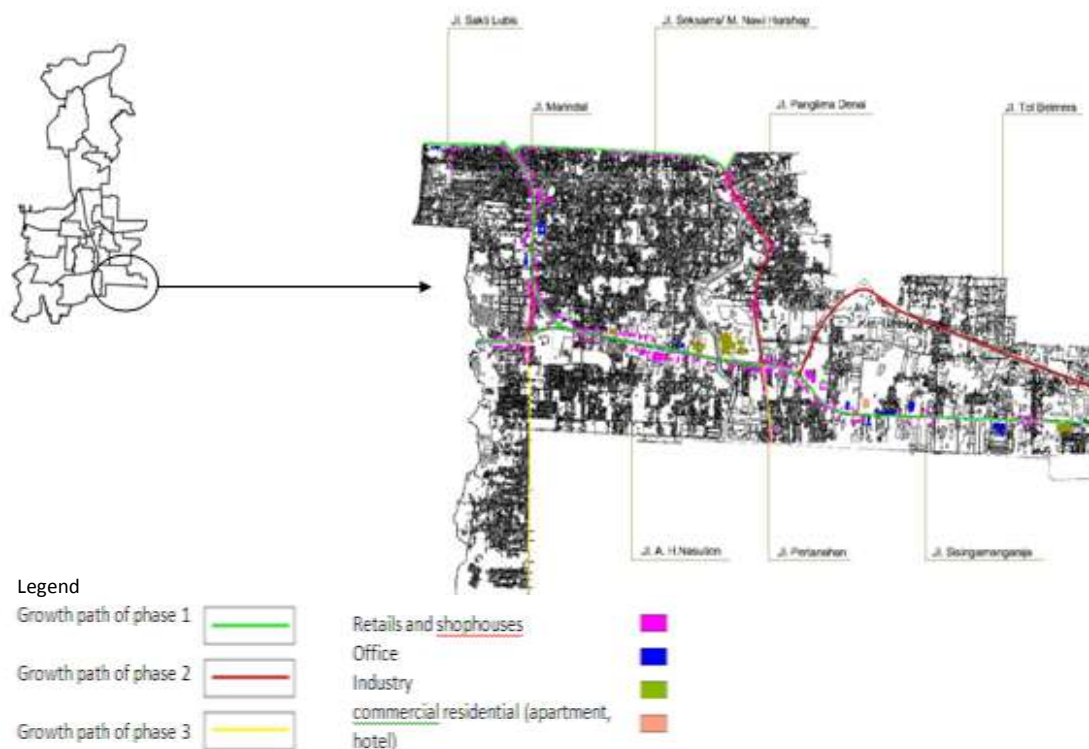 Jl. Sakti Lubis
Jl. Seksama/ M. Nawi Harahap
Jl. Marindal
Jl. Panglima Denai
Jl. Tol Belmera
Jl. A. H.Nasution
Jl. Pertanahan
Jl. Sisingamangaraja
Legend
Growth path of phase 1
Growth path of phase 2
Growth path of phase 3
Retails and shophouses
Office
Industry
commercial residential (apartment,
hotel)